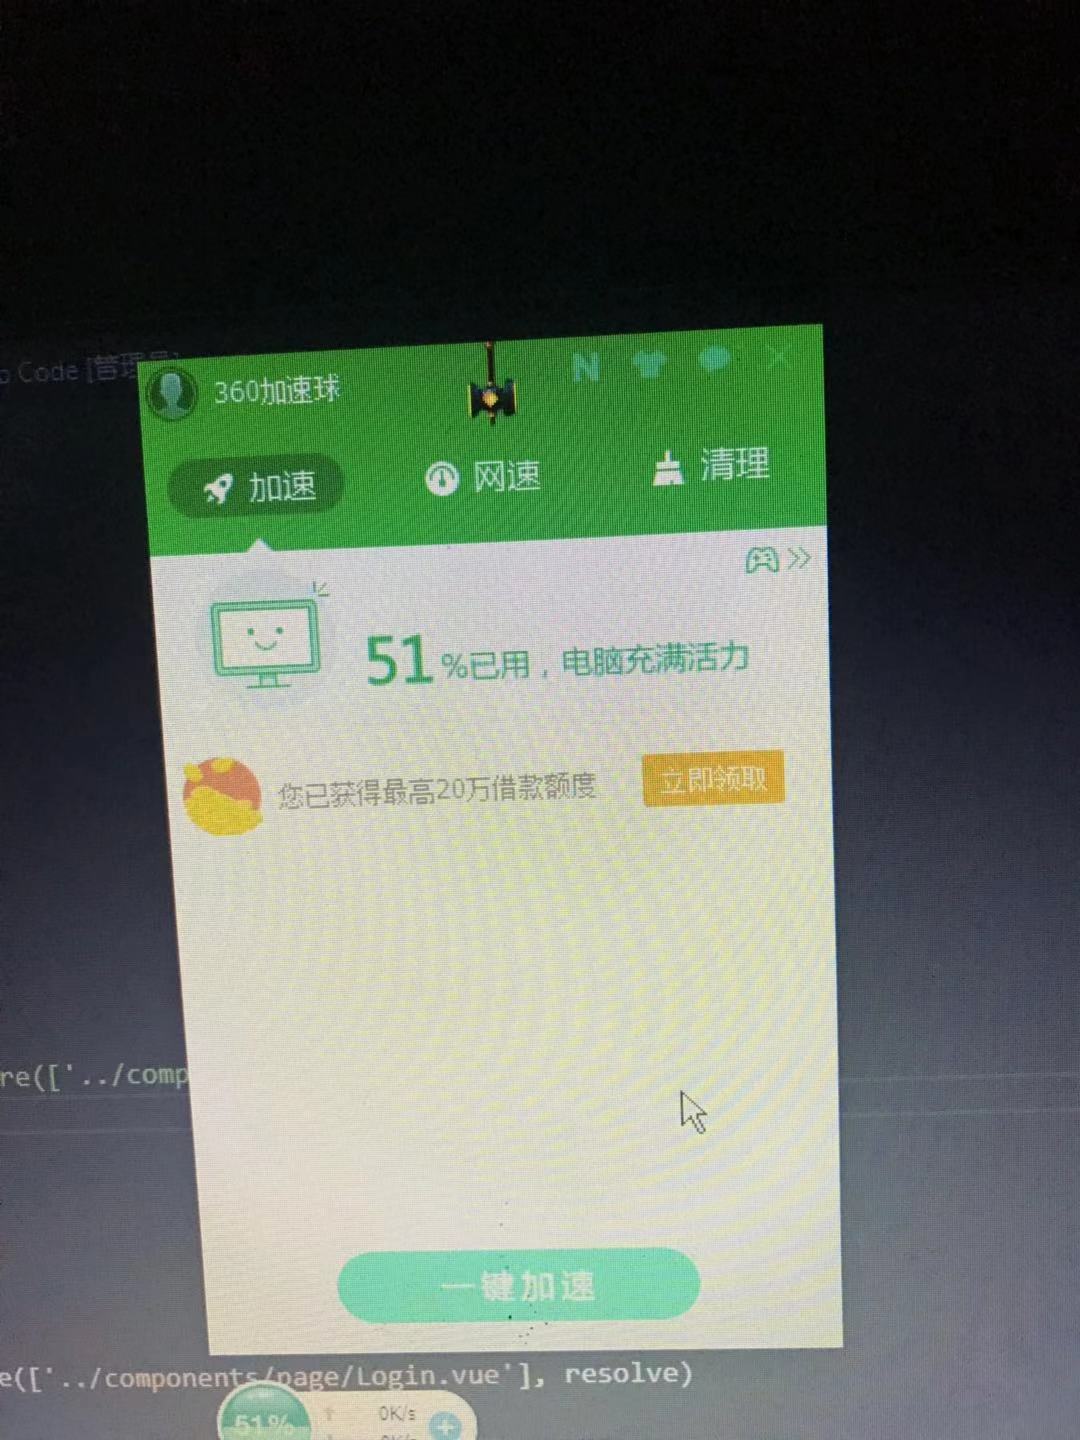 o Code [管理员]
360加速球
N
加速
网速
清理
51%已用，电脑充满活力
您已获得最高20万借款额度
立即领取
re(['../comp
一键加速
e(['../components/page/Login.vue'], resolve)
51%
0K/s
0K/s